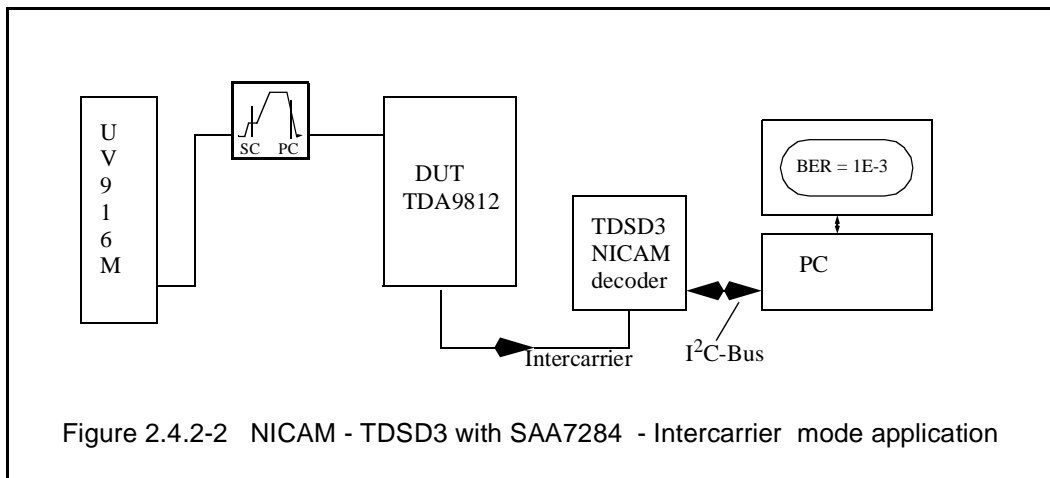 U
V
9
1
6
M
SC PC
DUT
TDA9812
TDSD3
NICAM
decoder
BER = 1E-3
PC
Intercarrier
I²C-Bus
Figure 2.4.2-2 NICAM - TDSD3 with SAA7284 - Intercarrier mode application